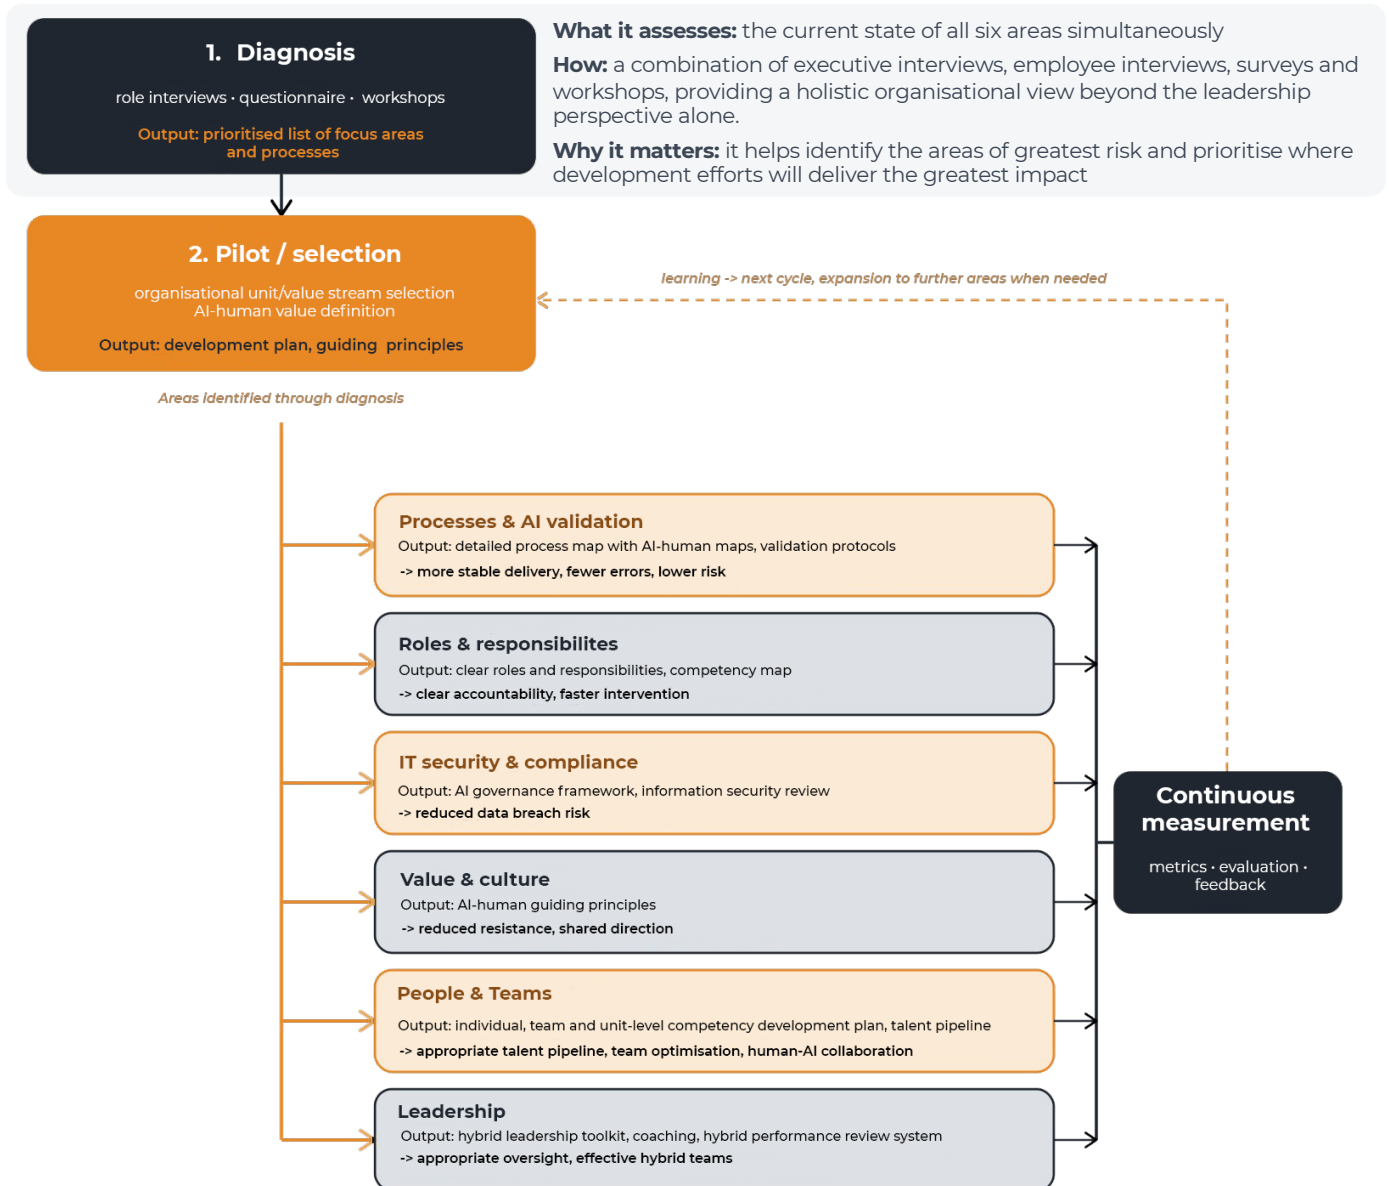 1. Diagnosis
role interviews · questionnaire · workshops
Output: prioritised list of focus areas
and processes
What it assesses: the current state of all six areas simultaneously
How: a combination of executive interviews, employee interviews, surveys and
workshops, providing a holistic organisational view beyond the leadership
perspective alone.
Why it matters: it helps identify the areas of greatest risk and prioritise where
development efforts will deliver the greatest impact
2. Pilot / selection
organisational unit/value stream selection
AI-human value definition
Output: development plan, guiding principles
learning -> next cycle, expansion to further areas when needed
Areas identified through diagnosis
Processes & AI validation
Output: detailed process map with AI-human maps, validation protocols
-> more stable delivery, fewer errors, lower risk
Roles & responsibilites
Output: clear roles and responsibilities, competency map
-> clear accountability, faster intervention
IT security & compliance
Output: AI governance framework, information security review
-> reduced data breach risk
Value & culture
Output: AI-human guiding principles
-> reduced resistance, shared direction
People & Teams
Output: individual, team and unit-level competency development plan, talent pipeline
-> appropriate talent pipeline, team optimisation, human-AI collaboration
Leadership
Output: hybrid leadership toolkit, coaching, hybrid performance review system
-> appropriate oversight, effective hybrid teams
Continuous
measurement
metrics · evaluation ·
feedback